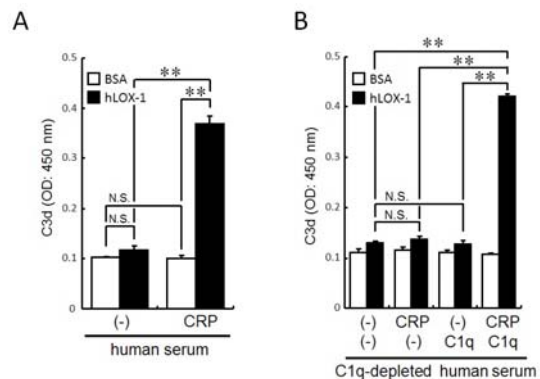 A
C3d (OD: 450 nm)
0.5
0.4
0.3
0.2
0.1
0
BSA
hLOX-1
**
**
N.S.
N.S.
(-) CRP
human serum
B
C3d (OD: 450 nm)
0.5
0.4
0.3
0.2
0.1
0
BSA
hLOX-1
**
**
**
N.S.
N.S.
(-) CRP (-) CRP
(-) (-) C1q C1q
C1q-depleted human serum